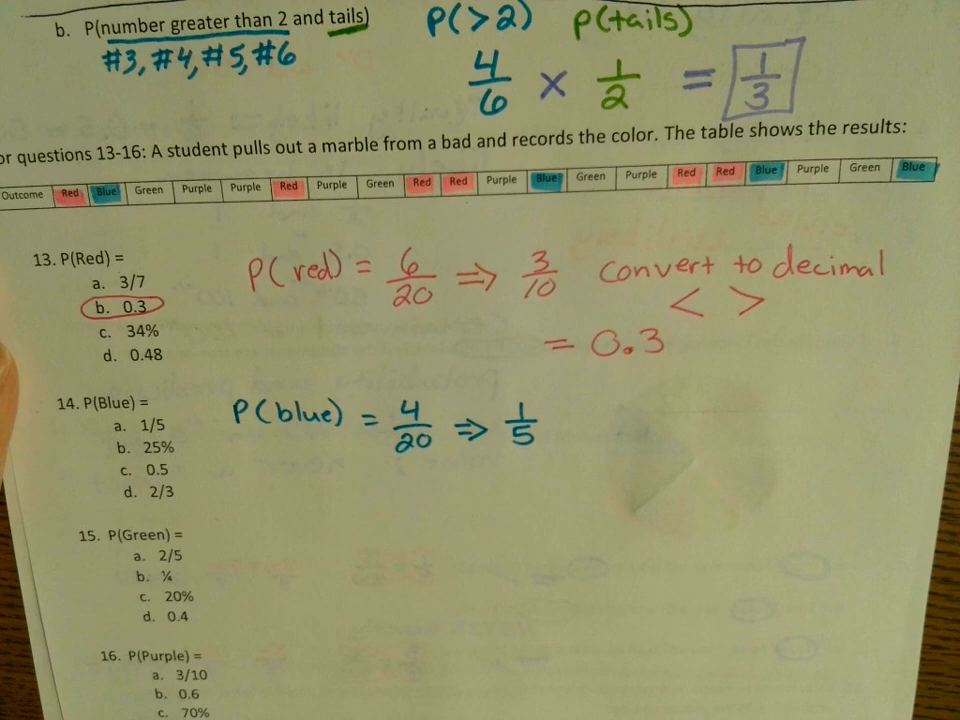 b. P(number greater than 2 and tails)
P(>2) P(tails)
#3, #4, #5, #6
4/6 x 1/2 = 1/3
or questions 13-16: A student pulls out a marble from a bad and records the color. The table shows the results:
Outcome Red Blue Green Purple Purple Red Purple Green Red Red Purple Blue Green Purple Red Red Blue Purple Green Blue
13. P(Red) =
a. 3/7
b. 0.3
c. 34%
d. 0.48
P(red) = 6/20 => 3/10 convert to decimal
< >
= 0.3
14. P(Blue) =
a. 1/5
b. 25%
c. 0.5
d. 2/3
P(blue) = 4/20 => 1/5
15. P(Green) =
a. 2/5
b. ¼
c. 20%
d. 0.4
16. P(Purple) =
a. 3/10
b. 0.6
c. 70%